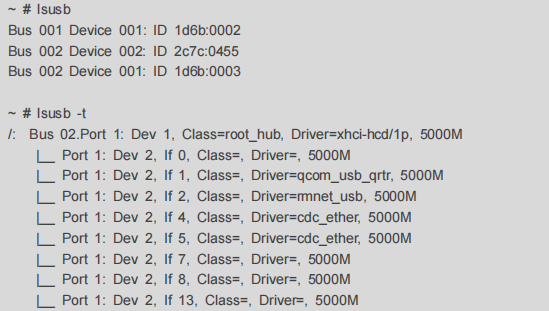 ~ # lsusb
Bus 001 Device 001: ID 1d6b:0002
Bus 002 Device 002: ID 2c7c:0455
Bus 002 Device 001: ID 1d6b:0003
~ # lsusb -t
/: Bus 02.Port 1: Dev 1, Class=root_hub, Driver=xhci-hcd/1p, 5000M
|__ Port 1: Dev 2, If 0, Class=, Driver=, 5000M
|__ Port 1: Dev 2, If 1, Class=, Driver=qcom_usb_qrtr, 5000M
|__ Port 1: Dev 2, If 2, Class=, Driver=rmnet_usb, 5000M
|__ Port 1: Dev 2, If 4, Class=, Driver=cdc_ether, 5000M
|__ Port 1: Dev 2, If 5, Class=, Driver=cdc_ether, 5000M
|__ Port 1: Dev 2, If 7, Class=, Driver=, 5000M
|__ Port 1: Dev 2, If 8, Class=, Driver=, 5000M
|__ Port 1: Dev 2, If 13, Class=, Driver=, 5000M